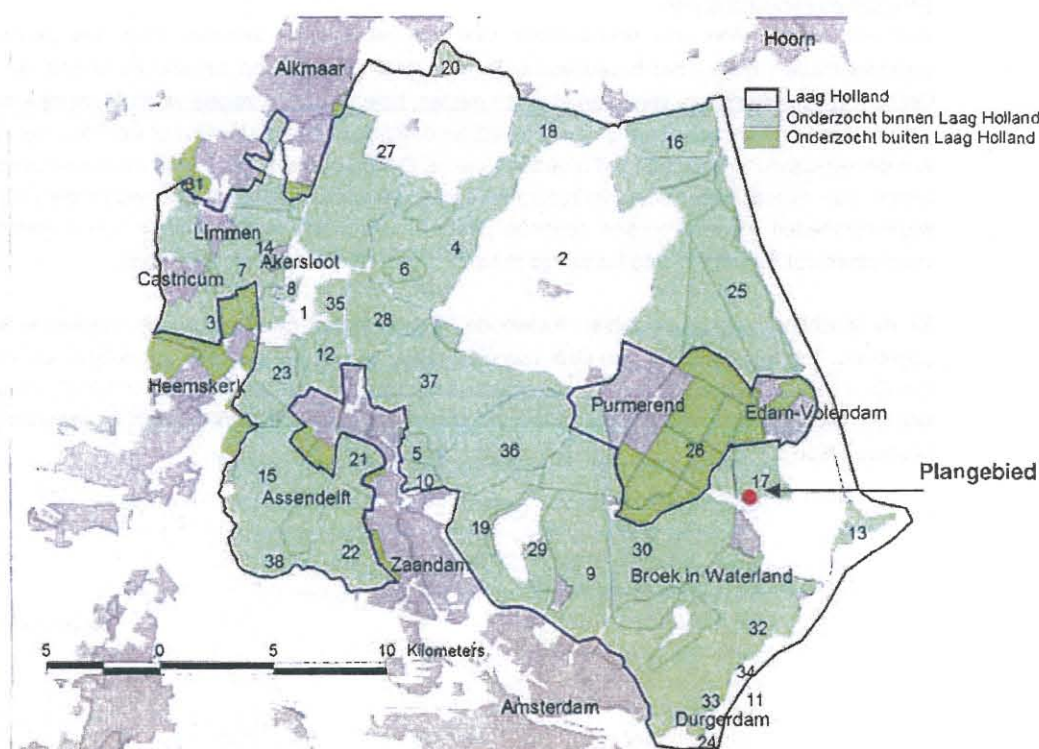 Hoorn
Alkmaar
20
Laag Holland
Onderzocht binnen Laag Holland
Onderzocht buiten Laag Holland
18
16
27
31
Limmen
14
4
Akersloot
7
6
2
Castricum
8
25
1
35
3
28
12
23
37
Heemskerk
Purmerend
Edam-Volendam
5
36
26
21
15
10
17
Plangebied
Assendelft
19
13
22
29
30
38
Zaandam
9
Broek in Waterland
32
5
0
5
10
Kilometers
34
33
11
Amsterdam
Durgerdam
24